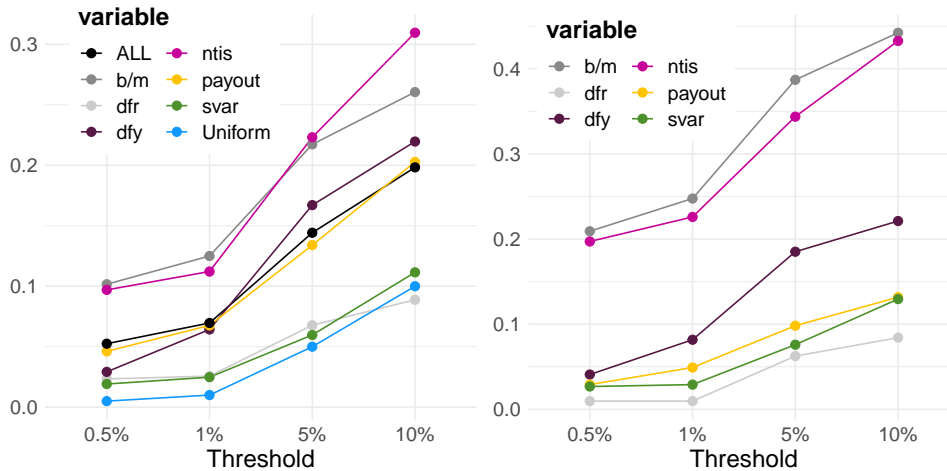 variable
ALL ntis
b/m payout
dfr svar
dfy Uniform
0.3
0.2
0.1
0.0
0.5% 1% 5% 10%
Threshold
variable
b/m ntis
dfr payout
dfy svar
0.4
0.3
0.2
0.1
0.0
0.5% 1% 5% 10%
Threshold